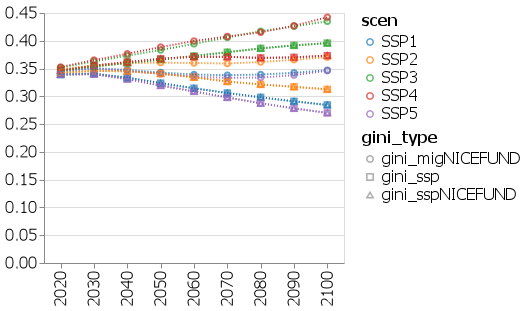 0.45
0.40
0.35
0.30
0.25
0.20
0.15
0.10
0.05
0.00
2020
2030
2040
2050
2060
2070
2080
2090
2100
scen
SSP1
SSP2
SSP3
SSP4
SSP5
gini_type
gini_migNICEFUND
gini_ssp
gini_sspNICEFUND